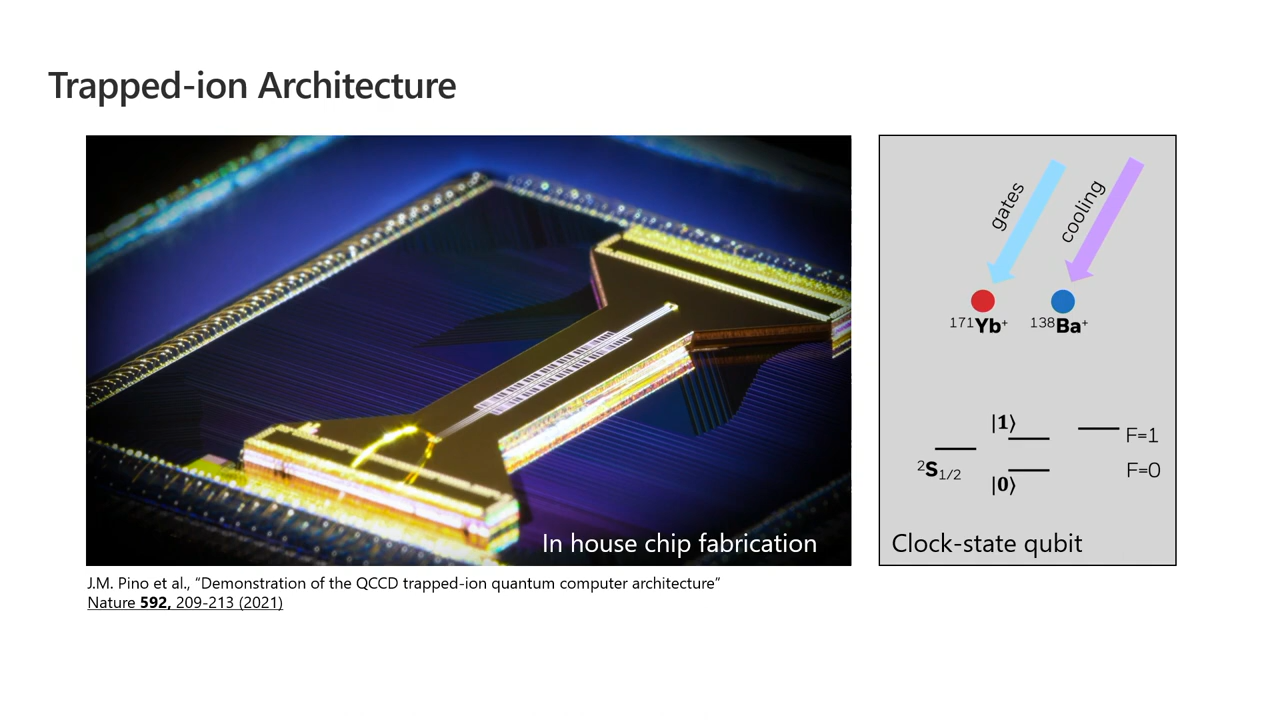 Trapped-ion Architecture
gates
cooling
¹⁷¹Yb⁺
¹³⁸Ba⁺
|1⟩
F=1
²S₁/₂
F=0
|0⟩
In house chip fabrication
Clock-state qubit
J.M. Pino et al., “Demonstration of the QCCD trapped-ion quantum computer architecture”
Nature 592, 209-213 (2021)